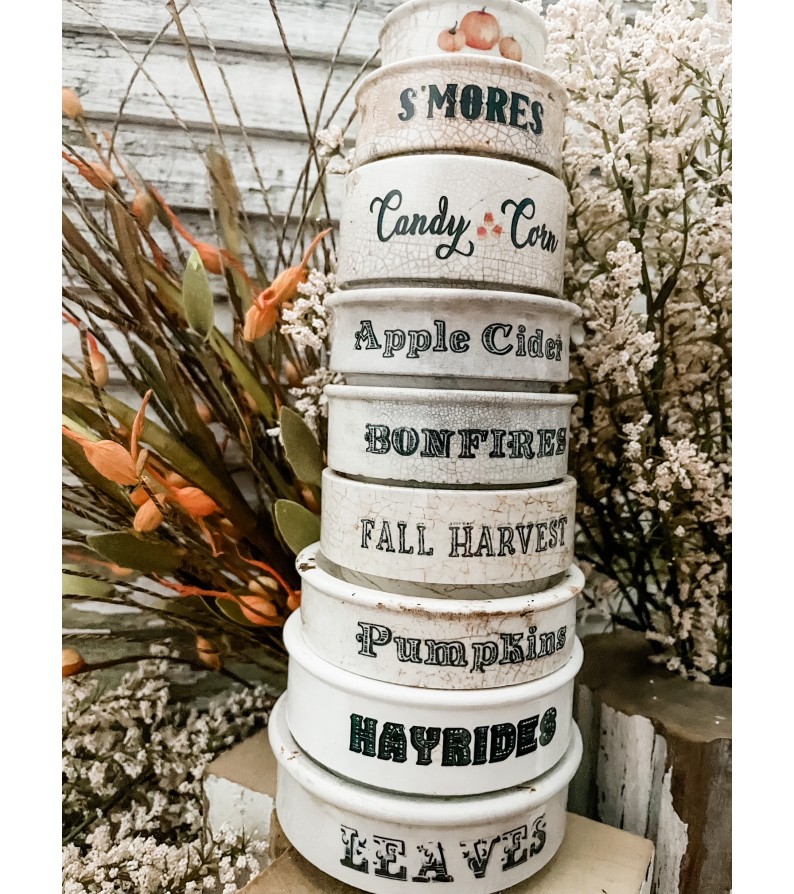 S'MORES
Candy Corn
Apple Cider
BONFIRES
FALL HARVEST
Pumpkins
HAYRIDES
LEAVES